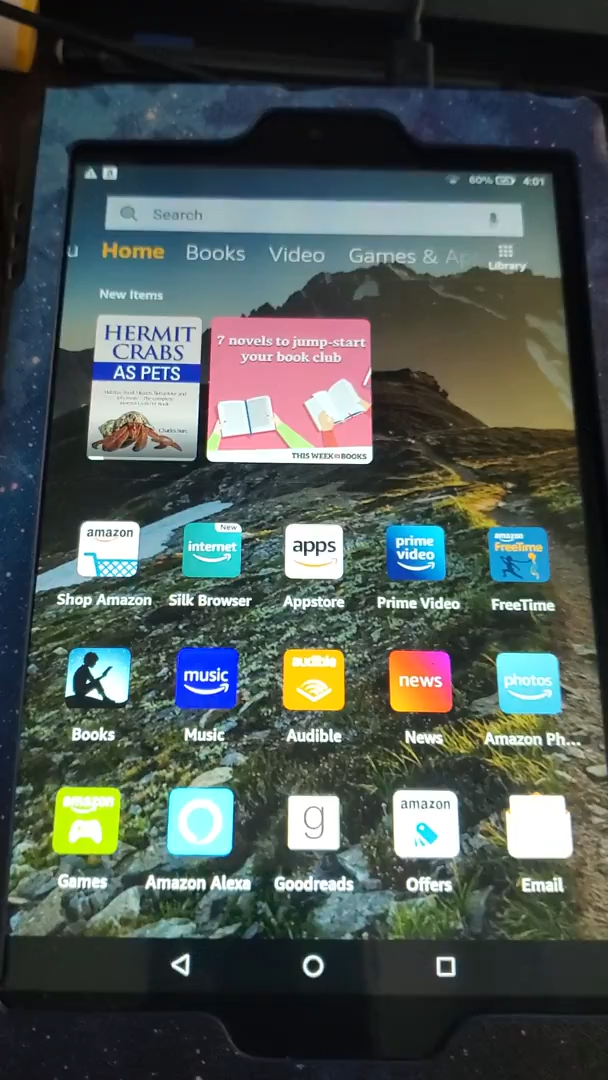 60% 4:01
Search
u Home Books Video Games & Ap
Library
New Items
HERMIT
CRABS
AS PETS
Charles
7 novels to jump-start
your book club
THIS WEEK IN BOOKS
amazon
New
internet
apps
prime
video
amazon
FreeTime
Shop Amazon Silk Browser Appstore Prime Video FreeTime
music
audible
news
photos
Books Music Audible News Amazon Ph...
amazon
g
amazon
Games Amazon Alexa Goodreads Offers Email